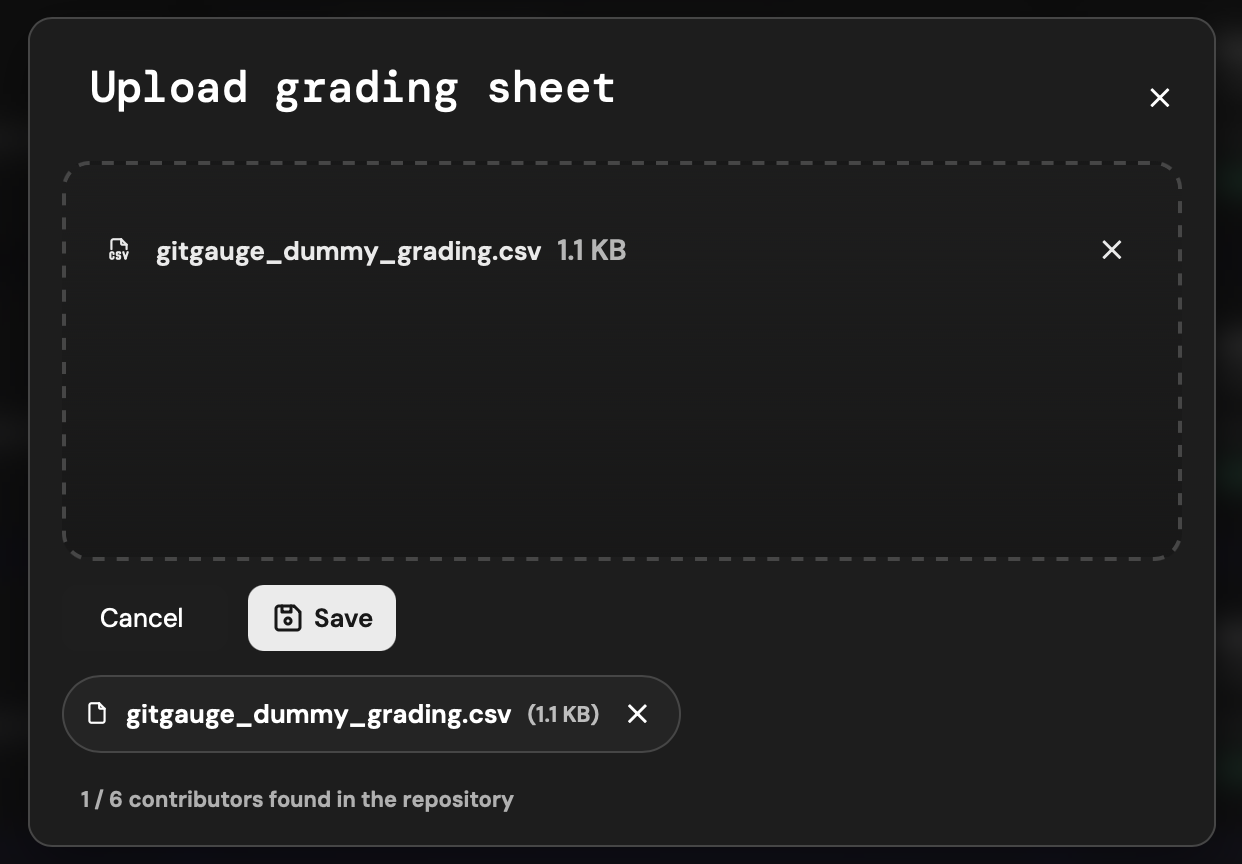 Upload grading sheet
CSV gitgauge_dummy_grading.csv 1.1 KB
Cancel Save
gitgauge_dummy_grading.csv (1.1 KB)
1 / 6 contributors found in the repository